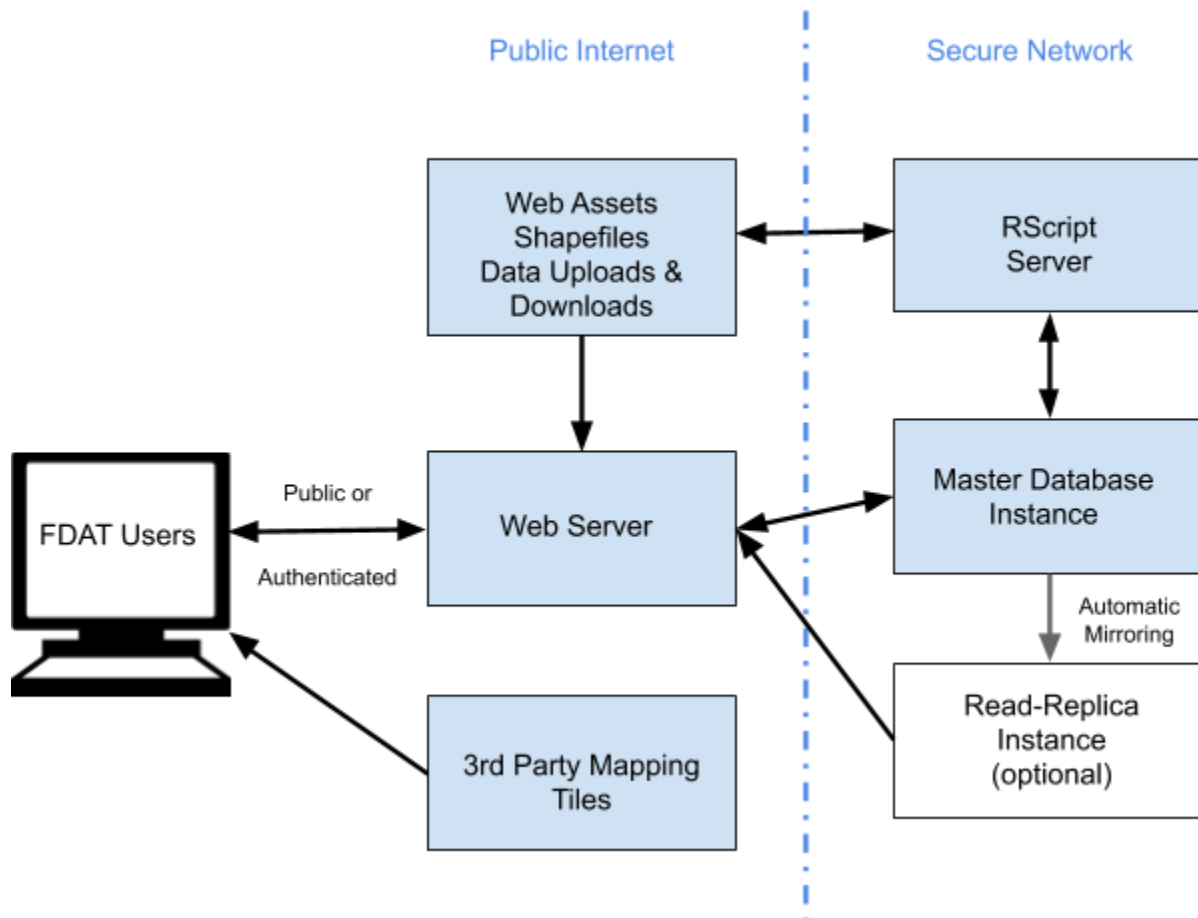 Public Internet
Secure Network
Web Assets
Shapefiles
Data Uploads &
Downloads
RScript
Server
FDAT Users
Public or
Authenticated
Web Server
Master Database
Instance
Automatic
Mirroring
3rd Party Mapping
Tiles
Read-Replica
Instance
(optional)